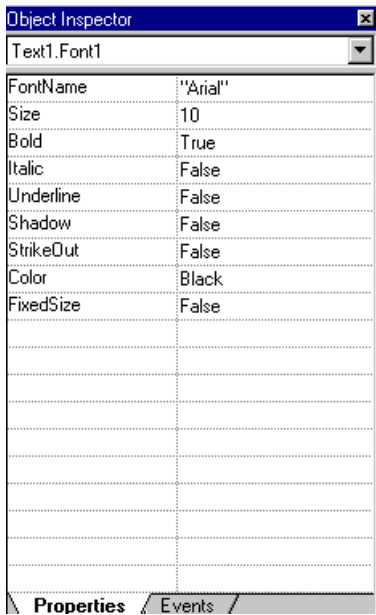 Object Inspector
Text1.Font1
FontName "Arial"
Size 10
Bold True
Italic False
Underline False
Shadow False
StrikeOut False
Color Black
FixedSize False
Properties Events